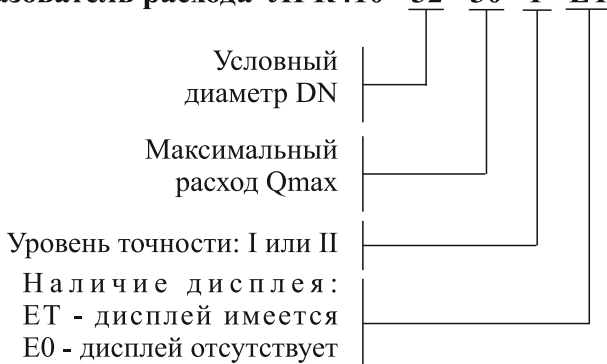 Условный
диаметр DN
Максимальный
расход Qmax
Уровень точности: I или II
Наличие дисплея:
ЕТ - дисплей имеется
Е0 - дисплей отсутствует